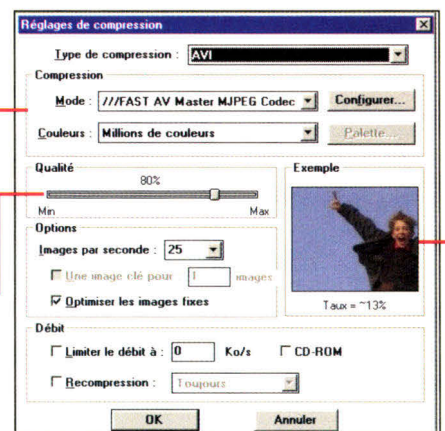 Réglages de compression
Type de compression : AVI
Compression
Mode : ///FAST AV Master MJPEG Codec Configurer...
Couleurs : Millions de couleurs Palette...
Qualité
80%
Min Max
Exemple
Taux = ~13%
Options
Images par seconde : 25
Une image clé pour 1 images
Optimiser les images fixes
Débit
Limiter le débit à : 0 Ko/s CD-ROM
Recompression : Toujours
OK Annuler